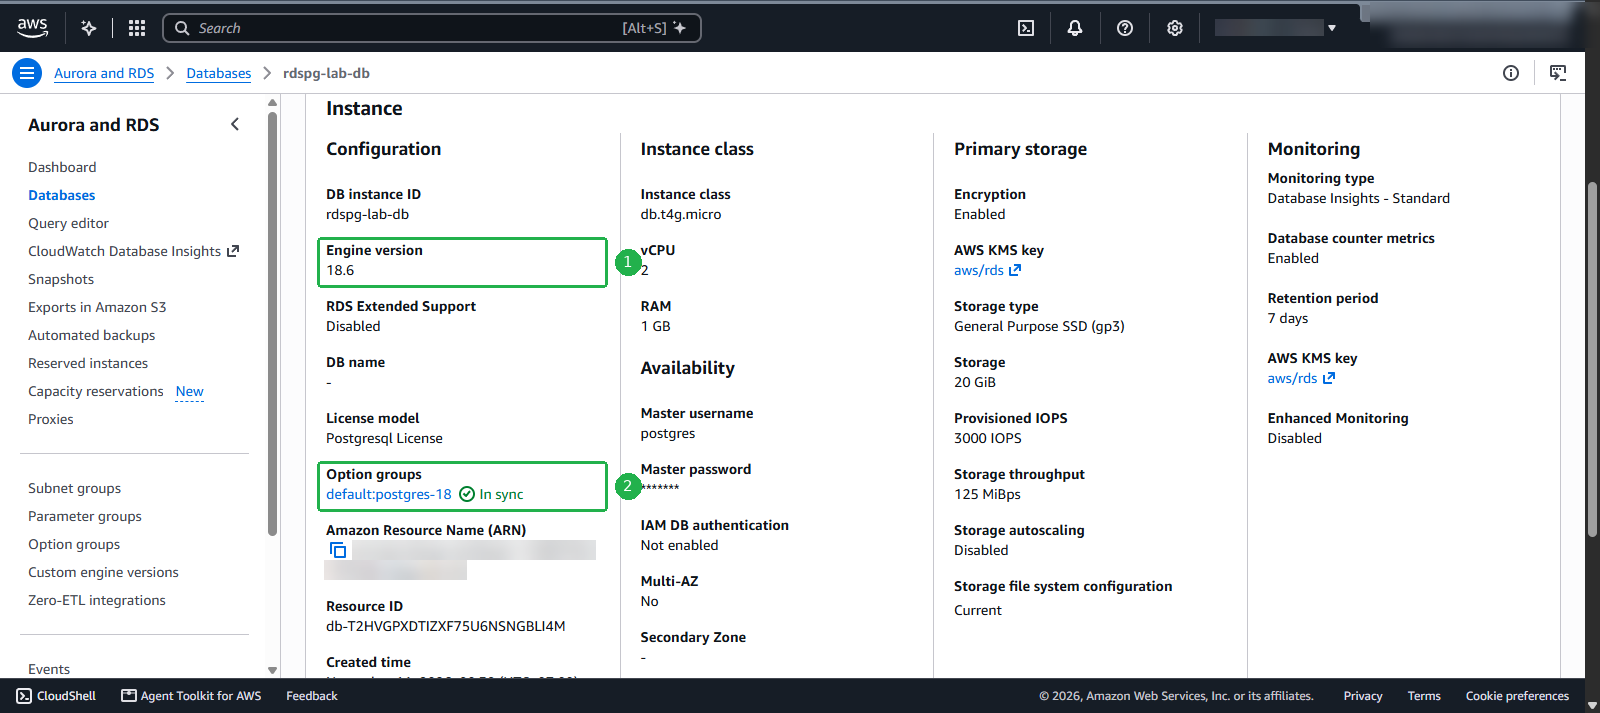 aws
Search [Alt+S]
Aurora and RDS > Databases > rdspg-lab-db
Aurora and RDS
Dashboard
Databases
Query editor
CloudWatch Database Insights
Snapshots
Exports in Amazon S3
Automated backups
Reserved instances
Capacity reservations New
Proxies
Subnet groups
Parameter groups
Option groups
Custom engine versions
Zero-ETL integrations
Events
Instance
Configuration
DB instance ID
rdspg-lab-db
Engine version
18.6
1
RDS Extended Support
Disabled
DB name
-
License model
Postgresql License
Option groups
default:postgres-18 In sync
2
Amazon Resource Name (ARN)
Resource ID
db-T2HVGPXDTIZXF75U6NSNGBLI4M
Created time
Instance class
Instance class
db.t4g.micro
vCPU
2
RAM
1 GB
Availability
Master username
postgres
Master password
*******
IAM DB authentication
Not enabled
Multi-AZ
No
Secondary Zone
-
Primary storage
Encryption
Enabled
AWS KMS key
aws/rds
Storage type
General Purpose SSD (gp3)
Storage
20 GiB
Provisioned IOPS
3000 IOPS
Storage throughput
125 MiBps
Storage autoscaling
Disabled
Storage file system configuration
Current
Monitoring
Monitoring type
Database Insights - Standard
Database counter metrics
Enabled
Retention period
7 days
AWS KMS key
aws/rds
Enhanced Monitoring
Disabled
CloudShell Agent Toolkit for AWS Feedback © 2026, Amazon Web Services, Inc. or its affiliates. Privacy Terms Cookie preferences